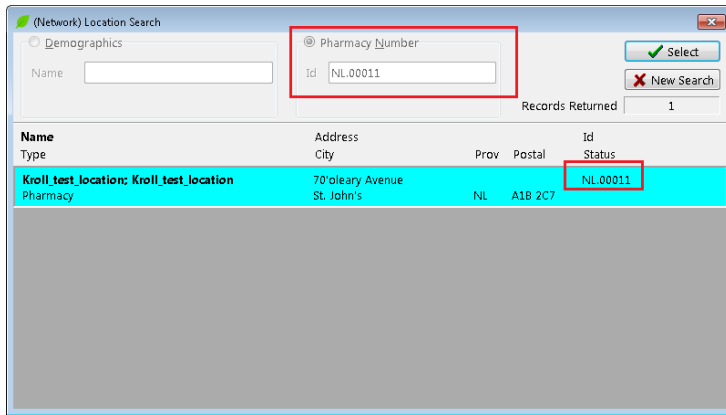 (Network) Location Search
Demographics
Pharmacy Number
Select
Name
Id NL.00011
New Search
Records Returned 1
Name Address Id
Type City Prov Postal Status
Kroll_test_location; Kroll_test_location 70'oleary Avenue NL.00011
Pharmacy St. John's NL A1B 2C7